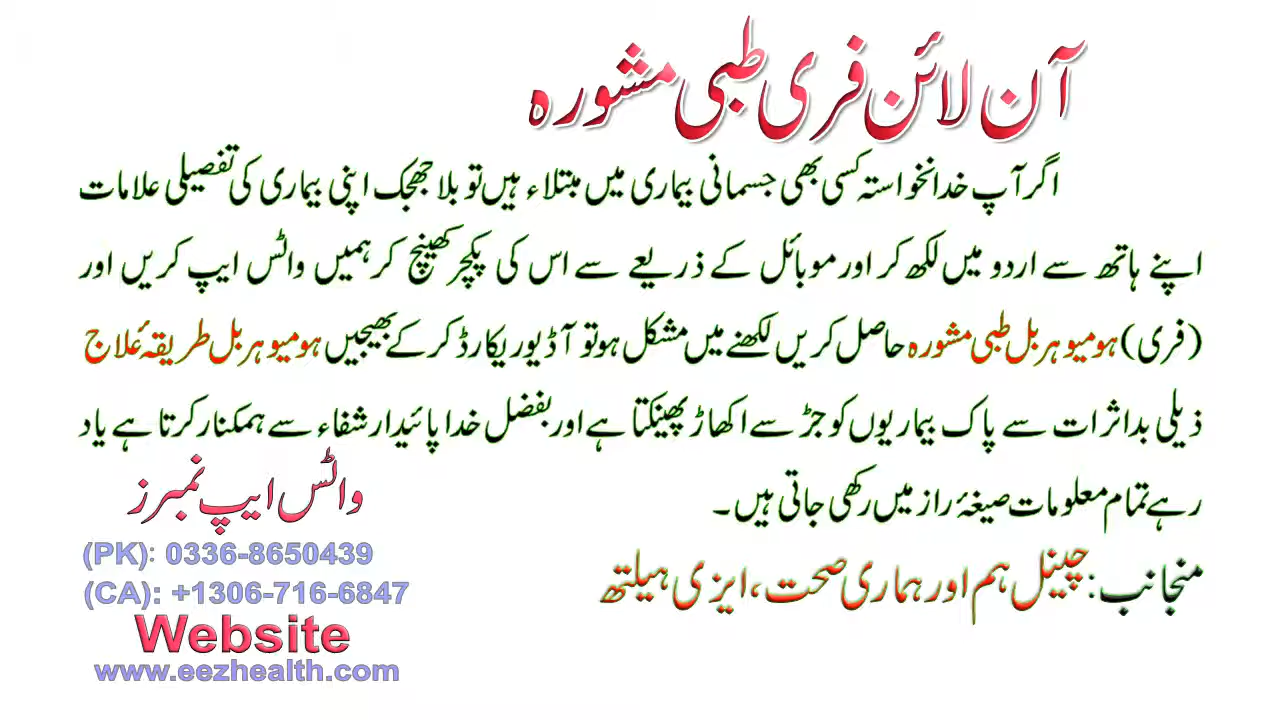 آن لائن فری طبی مشورہ
اگر آپ خدانخواستہ کسی بھی جسمانی بیماری میں مبتلاء ہیں تو بلا جھجک اپنی بیماری کی تفصیلی علامات
اپنے ہاتھ سے اردو میں لکھ کر اور موبائل کے ذریعے سے اس کی پکچر کھینچ کر ہمیں واٹس ایپ کریں اور
(فری) ہومیو ہربل طبی مشورہ حاصل کریں لکھنے میں مشکل ہو تو آڈیو ریکارڈ کر کے بھیجیں ہومیو ہربل طریقۂ علاج
ذیلی بد اثرات سے پاک بیماریوں کو جڑ سے اکھاڑ پھینکتا ہے اور بفضل خدا پائیدار شفاء سے ہمکنار کرتا ہے یاد
رہے تمام معلومات صیغۂ راز میں رکھی جاتی ہیں۔
منجانب: چینل ہم اور ہماری صحت، ایزی ہیلتھ
واٹس ایپ نمبرز
(PK): 0336-8650439
(CA): +1306-716-6847
Website
www.eezhealth.com